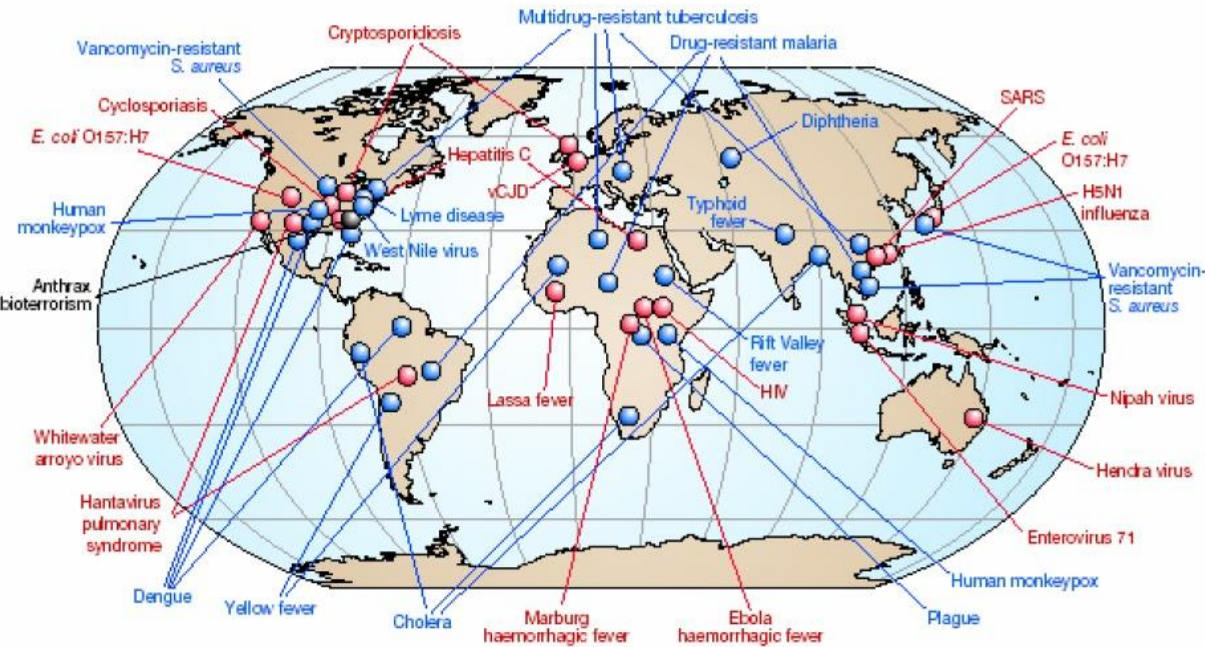 Multidrug-resistant tuberculosis
Cryptosporidiosis
Vancomycin-resistant
S. aureus
Drug-resistant malaria
Cyclosporiasis
SARS
E. coli O157:H7
Diphtheria
E. coli
O157:H7
Hepatitis C
vCJD
H5N1
influenza
Human
monkeypox
Lyme disease
Typhoid
fever
West Nile virus
Anthrax
bioterrorism
Vancomycin-
resistant
S. aureus
Rift Valley
fever
HIV
Lassa fever
Nipah virus
Whitewater
arroyo virus
Hendra virus
Hantavirus
pulmonary
syndrome
Enterovirus 71
Human monkeypox
Dengue
Yellow fever
Cholera
Marburg
haemorrhagic fever
Ebola
haemorrhagic fever
Plague